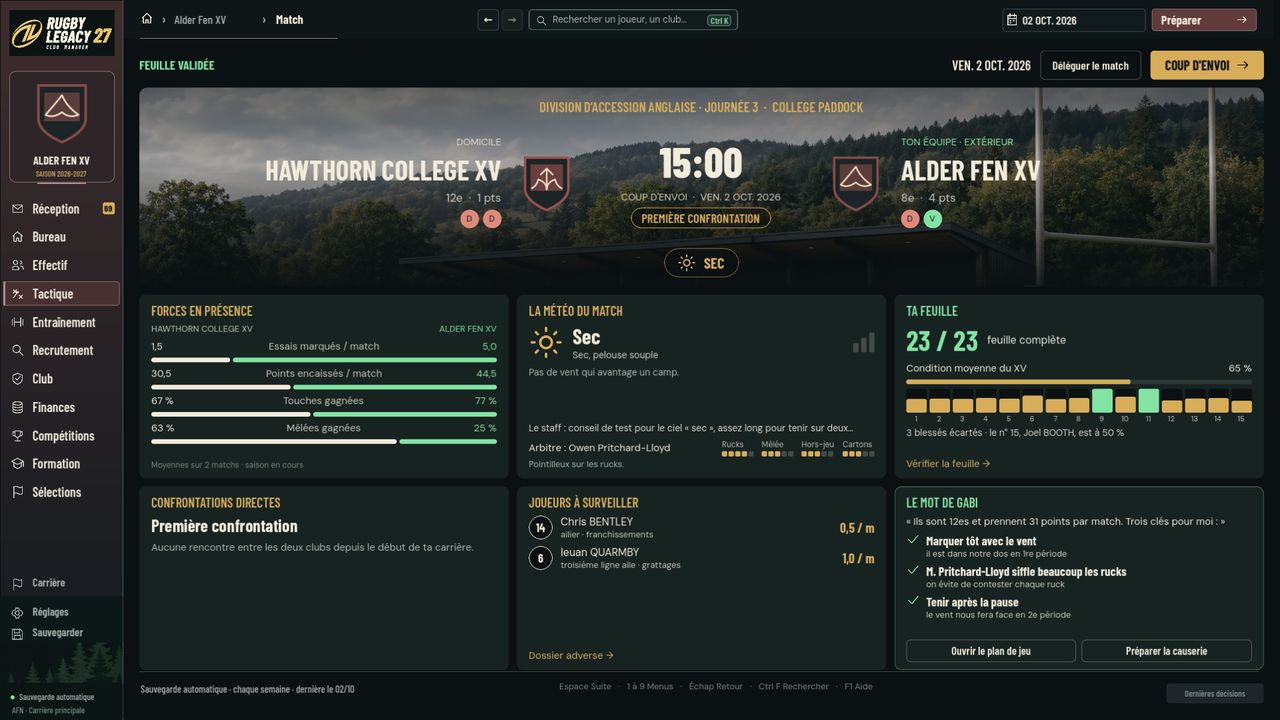 RUGBY LEGACY 27
CLUB MANAGER
Alder Fen XV
Match
Rechercher un joueur, un club...
Ctrl K
02 OCT. 2026
Préparer
ALDER FEN XV
SAISON 2026-2027
Réception
69
Bureau
Effectif
Tactique
Entraînement
Recrutement
Club
Finances
Compétitions
Formation
Sélections
Carrière
Réglages
Sauvegarder
Sauvegarde automatique
AFN · Carrière principale
FEUILLE VALIDÉE
VEN. 2 OCT. 2026
Déléguer le match
COUP D'ENVOI →
DIVISION D'ACCESSION ANGLAISE · JOURNÉE 3 · COLLEGE PADDOCK
DOMICILE
HAWTHORN COLLEGE XV
12e · 1 pts
D D
15:00
COUP D'ENVOI · VEN. 2 OCT. 2026
PREMIÈRE CONFRONTATION
SEC
TON ÉQUIPE · EXTÉRIEUR
ALDER FEN XV
8e · 4 pts
D V
FORCES EN PRÉSENCE
HAWTHORN COLLEGE XV ALDER FEN XV
1,5 Essais marqués / match 5,0
30,5 Points encaissés / match 44,5
67 % Touches gagnées 77 %
63 % Mêlées gagnées 25 %
Moyennes sur 2 matchs · saison en cours
LA MÉTÉO DU MATCH
Sec
Sec, pelouse souple
Pas de vent qui avantage un camp.
Le staff : conseil de test pour le ciel « sec », assez long pour tenir sur deux...
Arbitre : Owen Pritchard-Lloyd
Pointilleux sur les rucks.
Rucks Mêlée Hors-jeu Cartons
TA FEUILLE
23 / 23 feuille complète
Condition moyenne du XV 65 %
1 2 3 4 5 6 7 8 9 10 11 12 13 14 15
3 blessés écartés · le n° 15, Joel BOOTH, est à 50 %
Vérifier la feuille →
CONFRONTATIONS DIRECTES
Première confrontation
Aucune rencontre entre les deux clubs depuis le début de ta carrière.
JOUEURS À SURVEILLER
14 Chris BENTLEY 0,5 / m
ailier · franchissements
6 Ieuan QUARMBY 1,0 / m
troisième ligne aile · grattages
Dossier adverse →
LE MOT DE GABI
« Ils sont 12es et prennent 31 points par match. Trois clés pour moi : »
Marquer tôt avec le vent
il est dans notre dos en 1re période
M. Pritchard-Lloyd siffle beaucoup les rucks
on évite de contester chaque ruck
Tenir après la pause
le vent nous fera face en 2e période
Ouvrir le plan de jeu
Préparer la causerie
Sauvegarde automatique · chaque semaine · dernière le 02/10
Espace Suite · 1 à 9 Menus · Échap Retour · Ctrl F Rechercher · F1 Aide
Dernières décisions